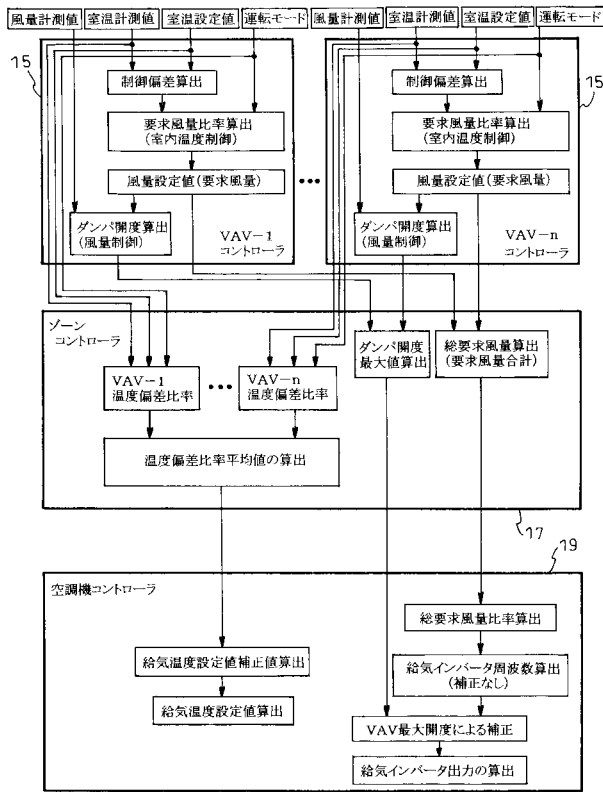 風量計測値 室温計測値 室温設定値 運転モード 風量計測値 室温計測値 室温設定値 運転モード
15
制御偏差算出
要求風量比率算出
(室内温度制御)
風量設定値(要求風量)
ダンパ開度算出
(風量制御)
VAV-1
コントローラ
•••
15
制御偏差算出
要求風量比率算出
(室内温度制御)
風量設定値(要求風量)
ダンパ開度算出
(風量制御)
VAV-n
コントローラ
ゾーン
コントローラ
VAV-1
温度偏差比率
•••
VAV-n
温度偏差比率
ダンパ開度
最大値算出
総要求風量算出
(要求風量合計)
温度偏差比率平均値の算出
17
19
空調機コントローラ
総要求風量比率算出
給気温度設定値補正値算出
給気インバータ周波数算出
(補正なし)
給気温度設定値算出
VAV最大開度による補正
給気インバータ出力の算出